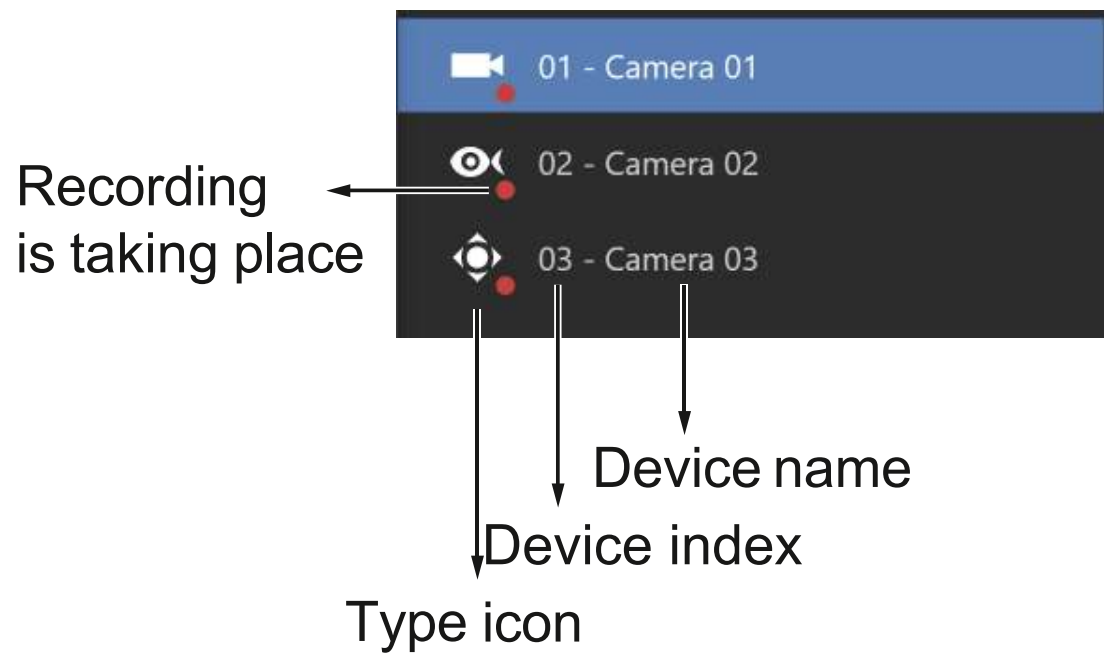 01 - Camera 01
02 - Camera 02
Recording
is taking place
03 - Camera 03
Device name
Device index
Type icon